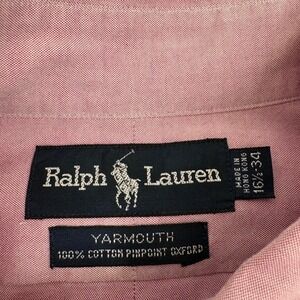 Ralph Lauren
MADE IN
HONG KONG
16½-34
YARMOUTH
100% COTTON PINPOINT OXFORD